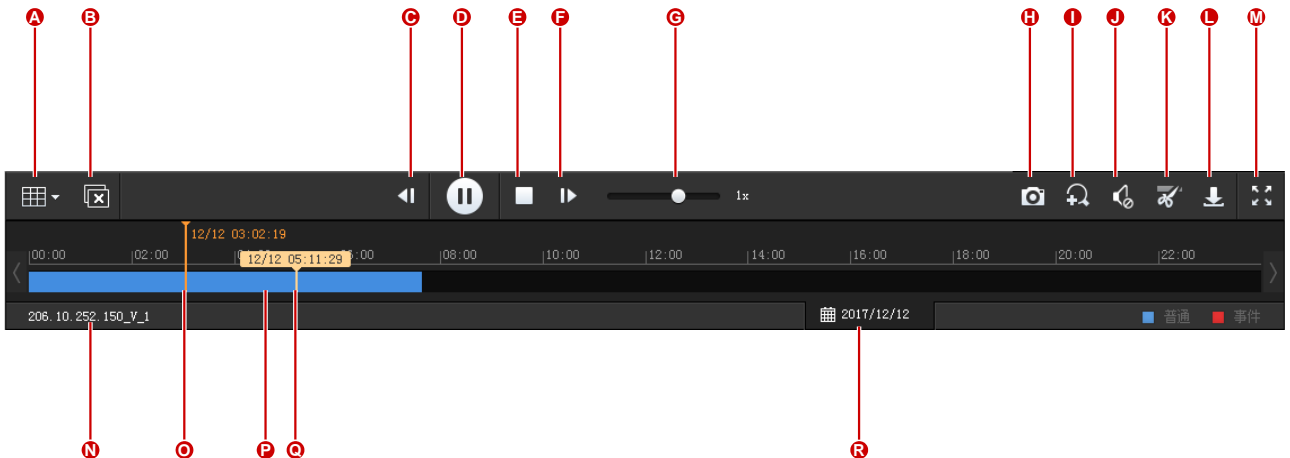 A B C D E F G H I J K L M
1x
12/12 03:02:19
00:00 02:00 08:00 10:00 12:00 14:00 16:00 18:00 20:00 22:00
12/12 05:11:29
206.10.252.150_V_1 2017/12/12 普通 事件
N O P Q R